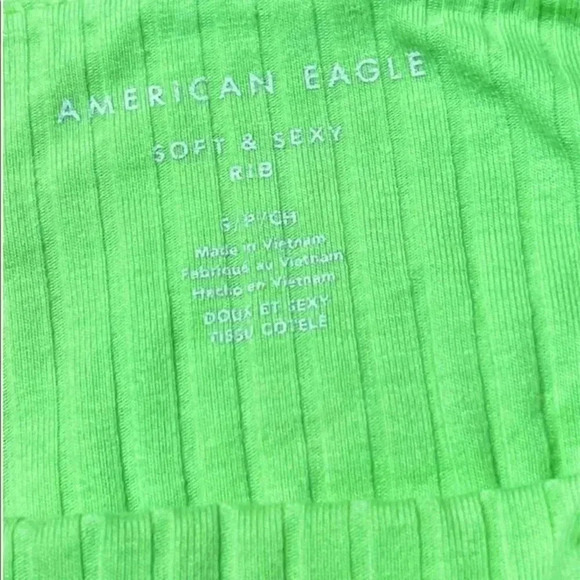 AMERICAN EAGLE
SOFT & SEXY
RIB
S/P/CH
Made in Vietnam
Fabriqué au Vietnam
Hecho en Vietnam
DOUX ET SEXY
TISSU COTELÉ